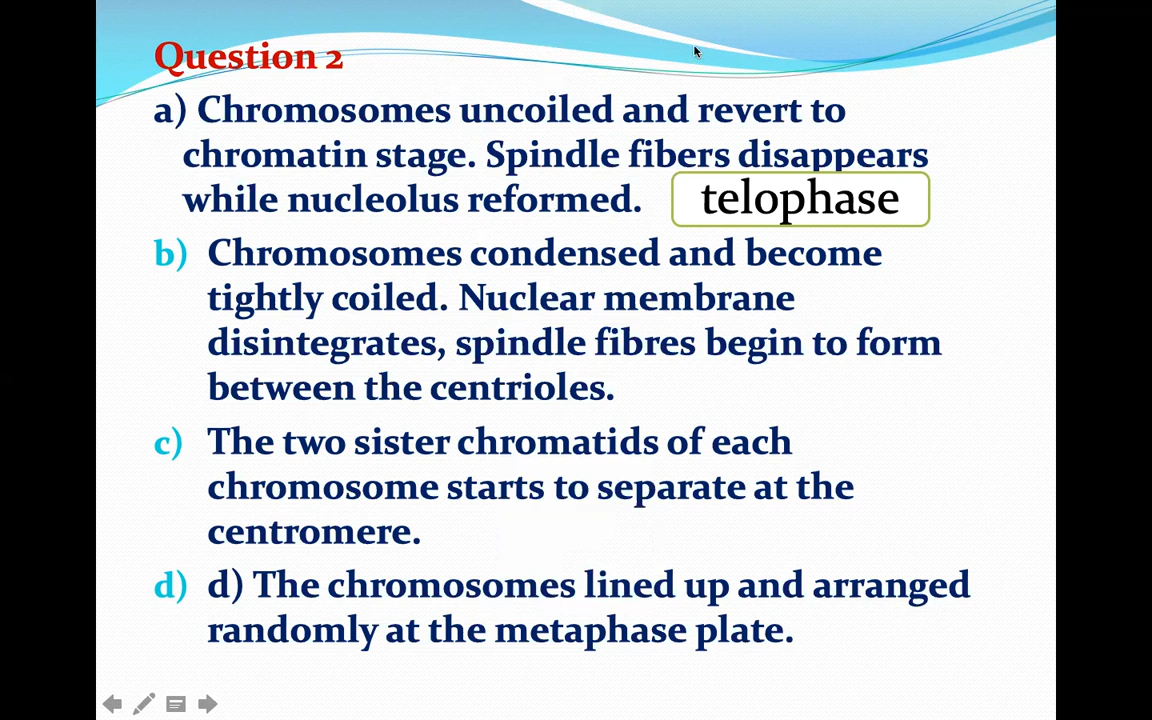 Question 2
a) Chromosomes uncoiled and revert to
chromatin stage. Spindle fibers disappears
while nucleolus reformed. telophase
b) Chromosomes condensed and become
tightly coiled. Nuclear membrane
disintegrates, spindle fibres begin to form
between the centrioles.
c) The two sister chromatids of each
chromosome starts to separate at the
centromere.
d) d) The chromosomes lined up and arranged
randomly at the metaphase plate.